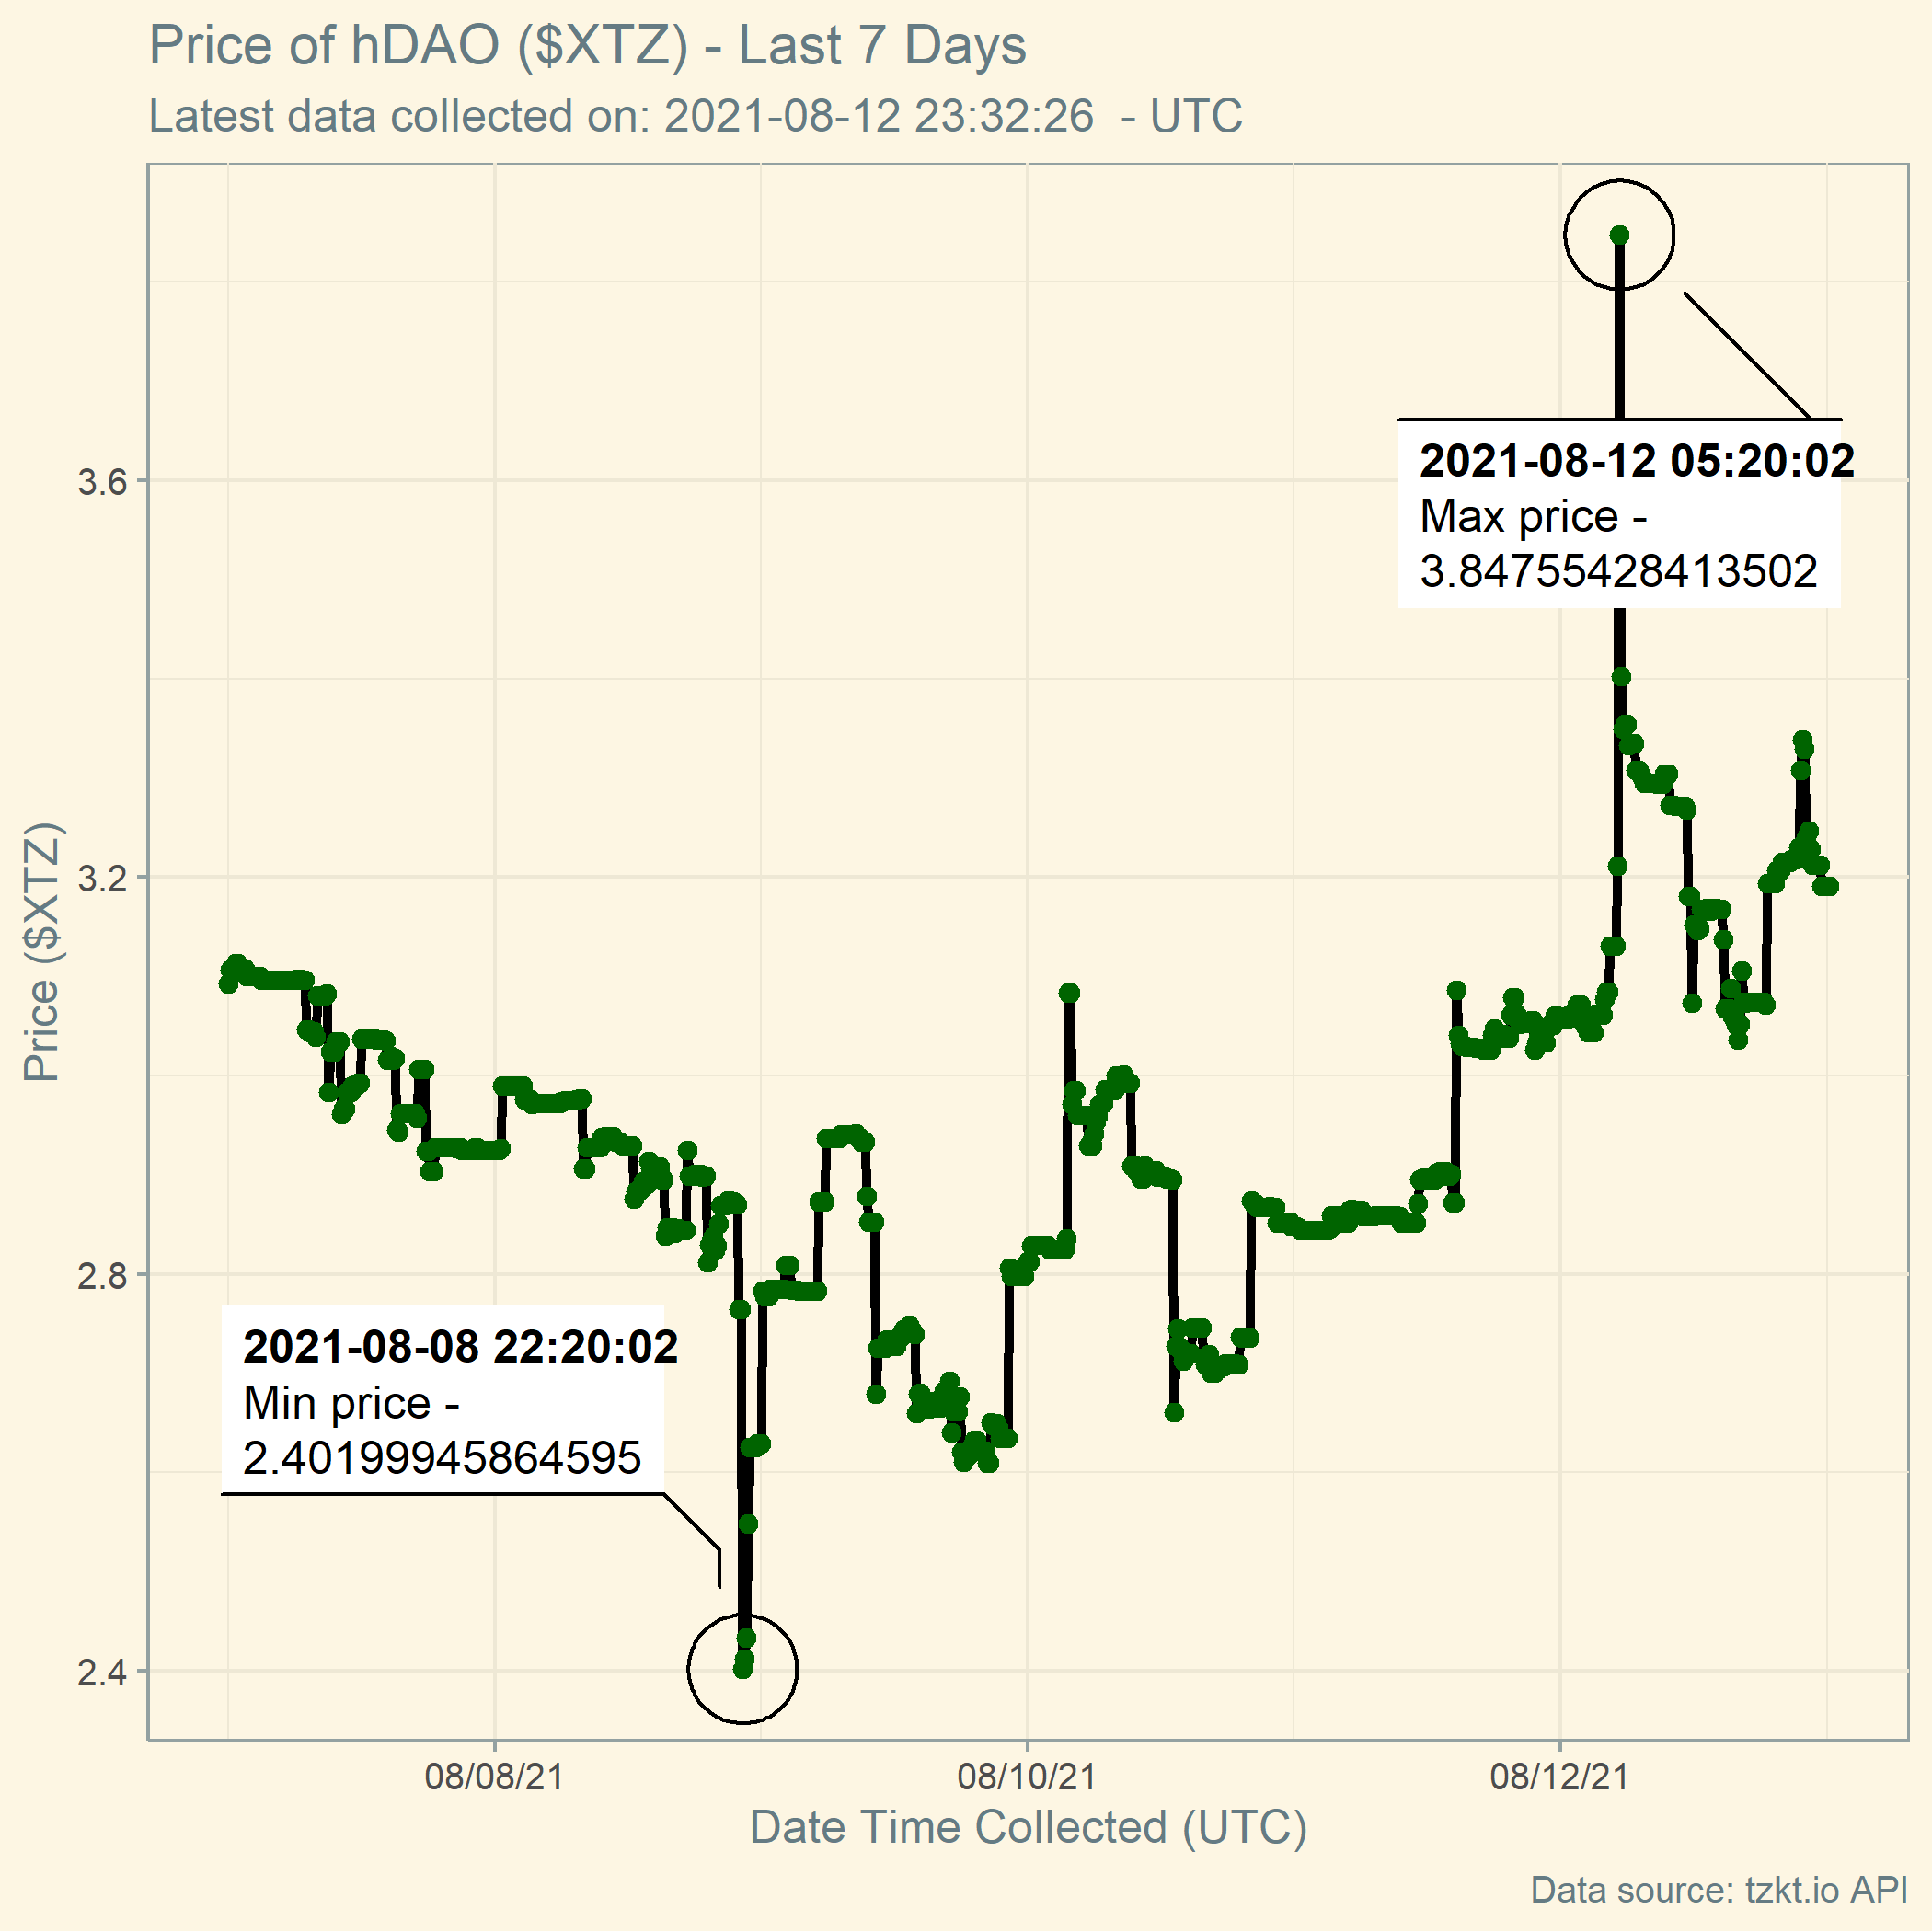 Price of hDAO ($XTZ) - Last 7 Days
Latest data collected on: 2021-08-12 23:32:26  - UTC
2021-08-12 05:20:02
Max price -
3.84755428413502
3.6
3.2
2.8
2.4
Price ($XTZ)
2021-08-08 22:20:02
Min price -
2.40199945864595
08/08/21
08/10/21
08/12/21
Date Time Collected (UTC)
Data source: tzkt.io API